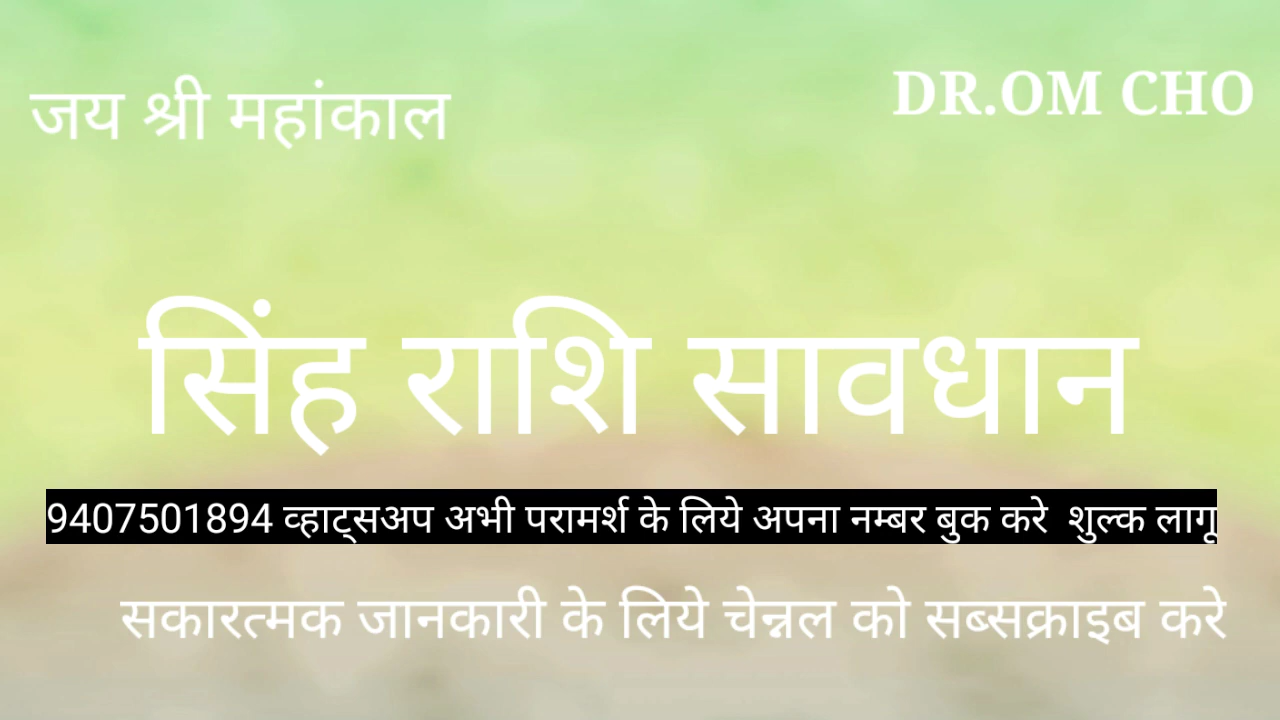 जय श्री महांकाल
DR.OM CHO
सिंह राशि सावधान
9407501894 व्हाट्सअप अभी परामर्श के लिये अपना नम्बर बुक करे शुल्क लागू
सकारत्मक जानकारी के लिये चेन्नल को सब्सक्राइब करे